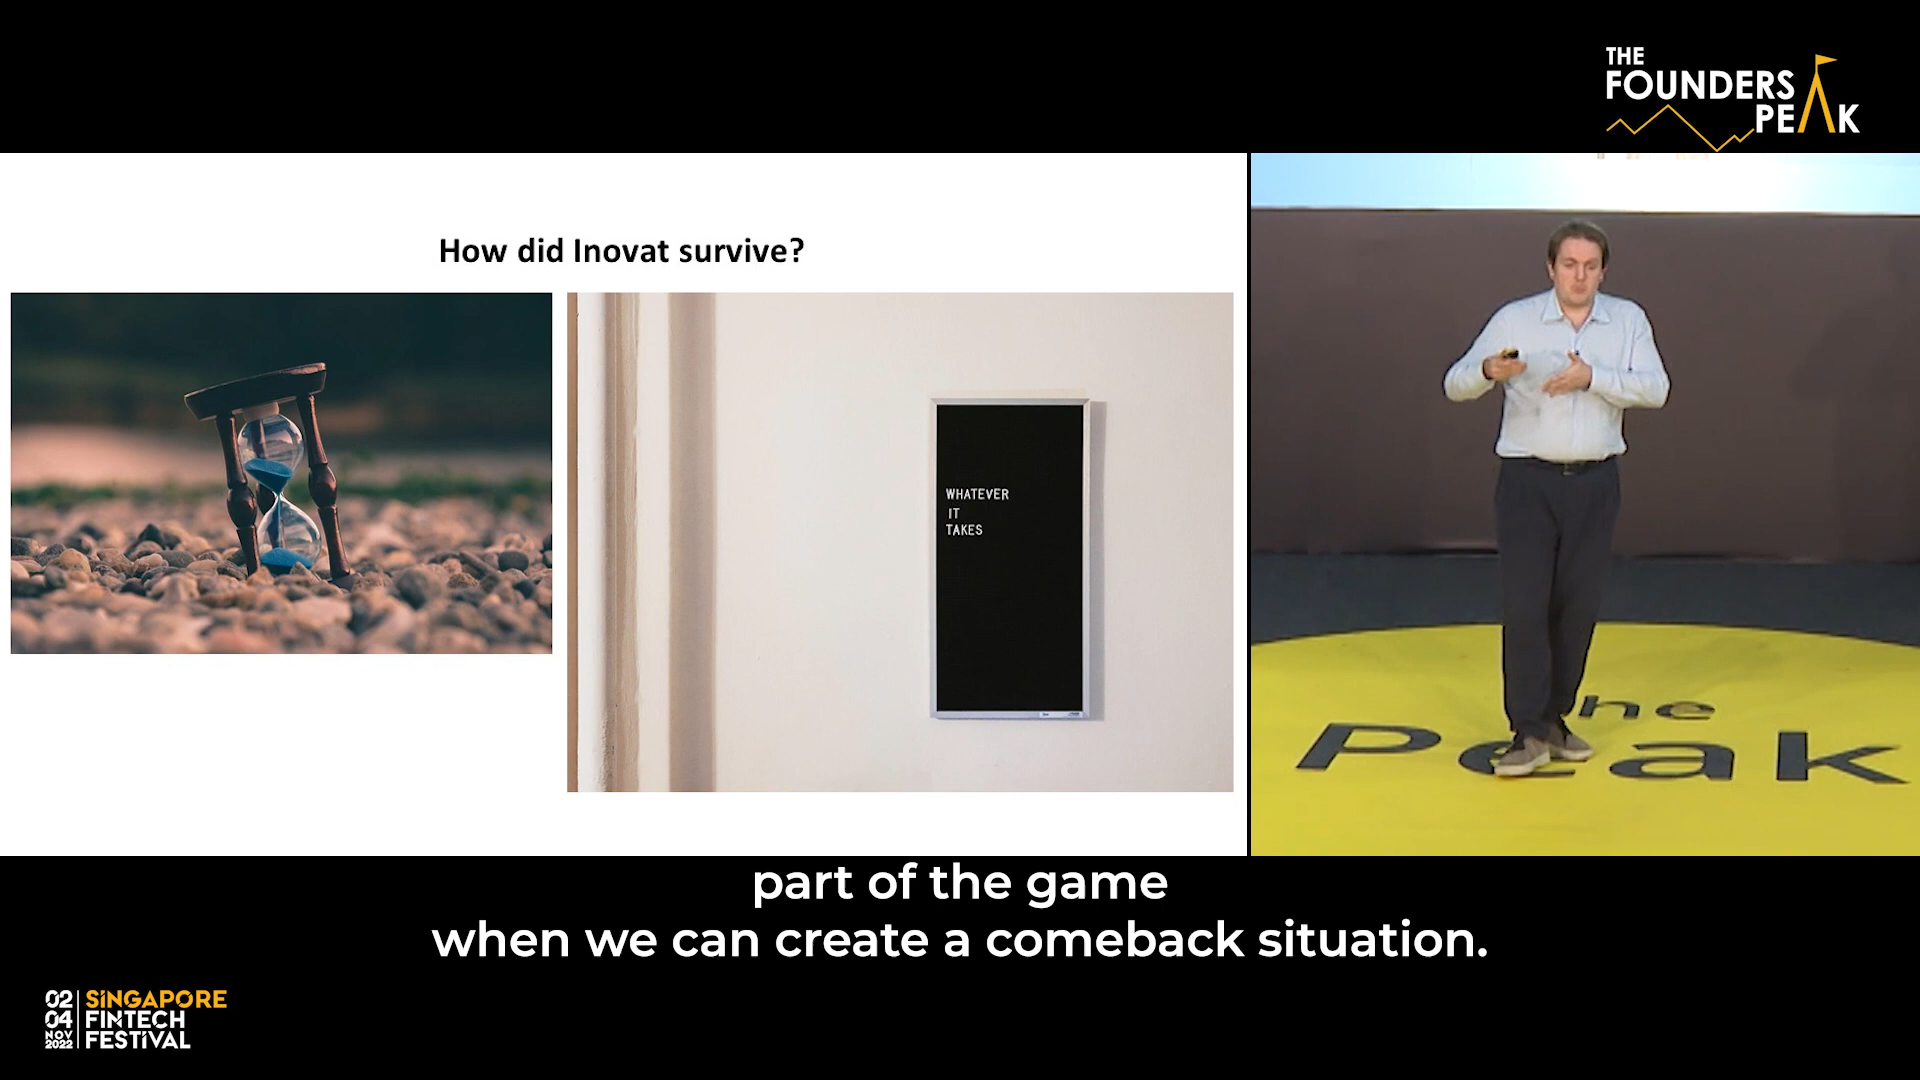 THE
FOUNDERS
PEAK
How did Inovat survive?
WHATEVER
IT
TAKES
he
Peak
part of the game
when we can create a comeback situation.
02
04
NOV
2022
SINGAPORE
FINTECH
FESTIVAL